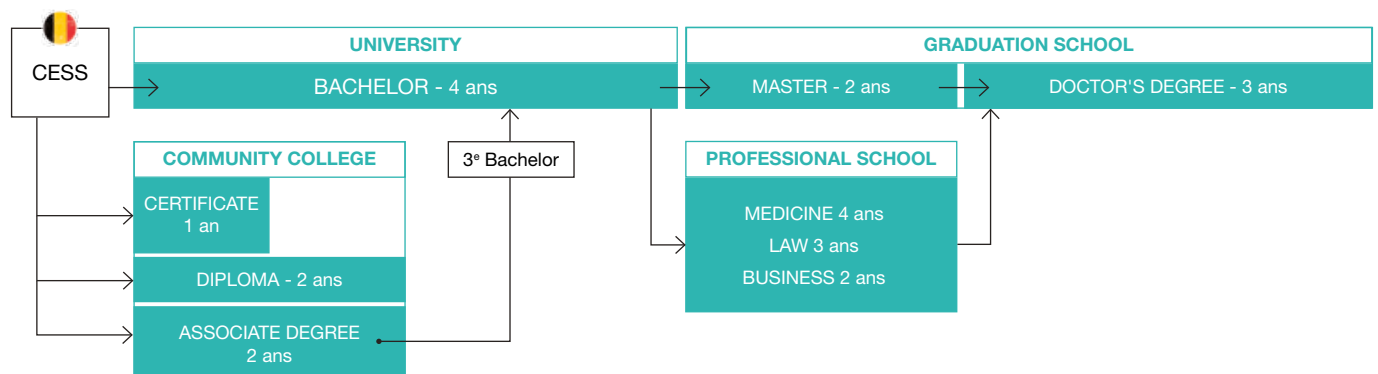 CESS
UNIVERSITY
BACHELOR - 4 ans
GRADUATION SCHOOL
MASTER - 2 ans
DOCTOR'S DEGREE - 3 ans
COMMUNITY COLLEGE
CERTIFICATE
1 an
DIPLOMA - 2 ans
ASSOCIATE DEGREE
2 ans
3ᵉ Bachelor
PROFESSIONAL SCHOOL
MEDICINE 4 ans
LAW 3 ans
BUSINESS 2 ans